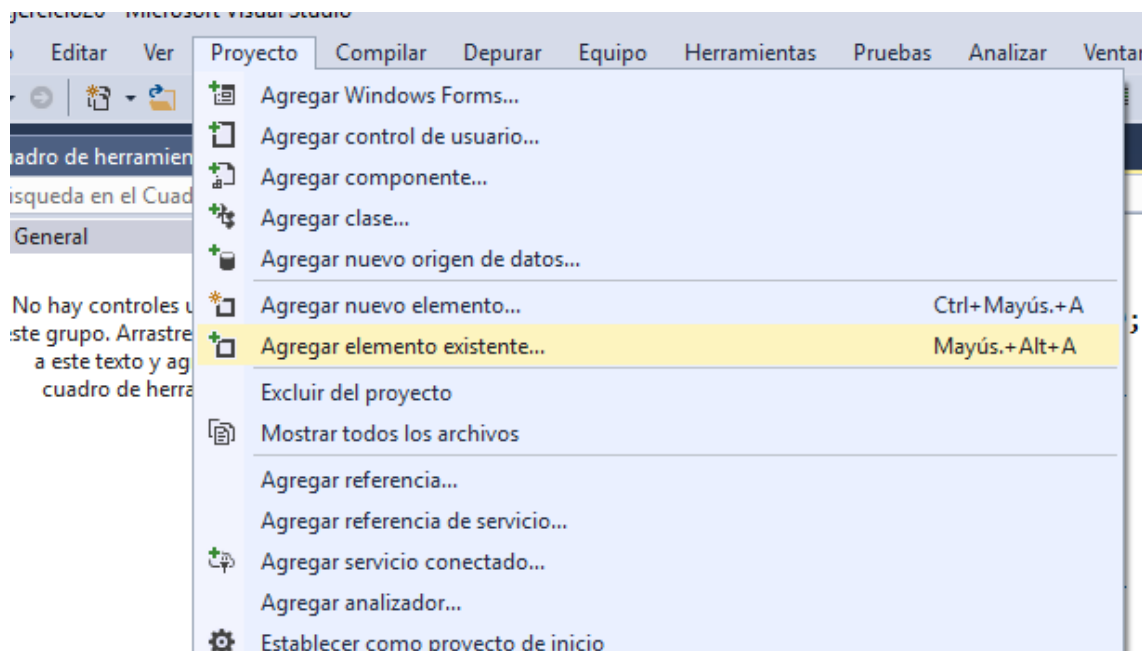 Editar Ver Proyecto Compilar Depurar Equipo Herramientas Pruebas Analizar
Agregar Windows Forms...
Agregar control de usuario...
Agregar componente...
Agregar clase...
Agregar nuevo origen de datos...
Agregar nuevo elemento... Ctrl+Mayús.+A
Agregar elemento existente... Mayús.+Alt+A
Excluir del proyecto
Mostrar todos los archivos
Agregar referencia...
Agregar referencia de servicio...
Agregar servicio conectado...
Agregar analizador...
Establecer como proyecto de inicio
de herramien
en el Cuad
General
No hay controles
grupo. Arrastre
a este texto y ag
cuadro de herra